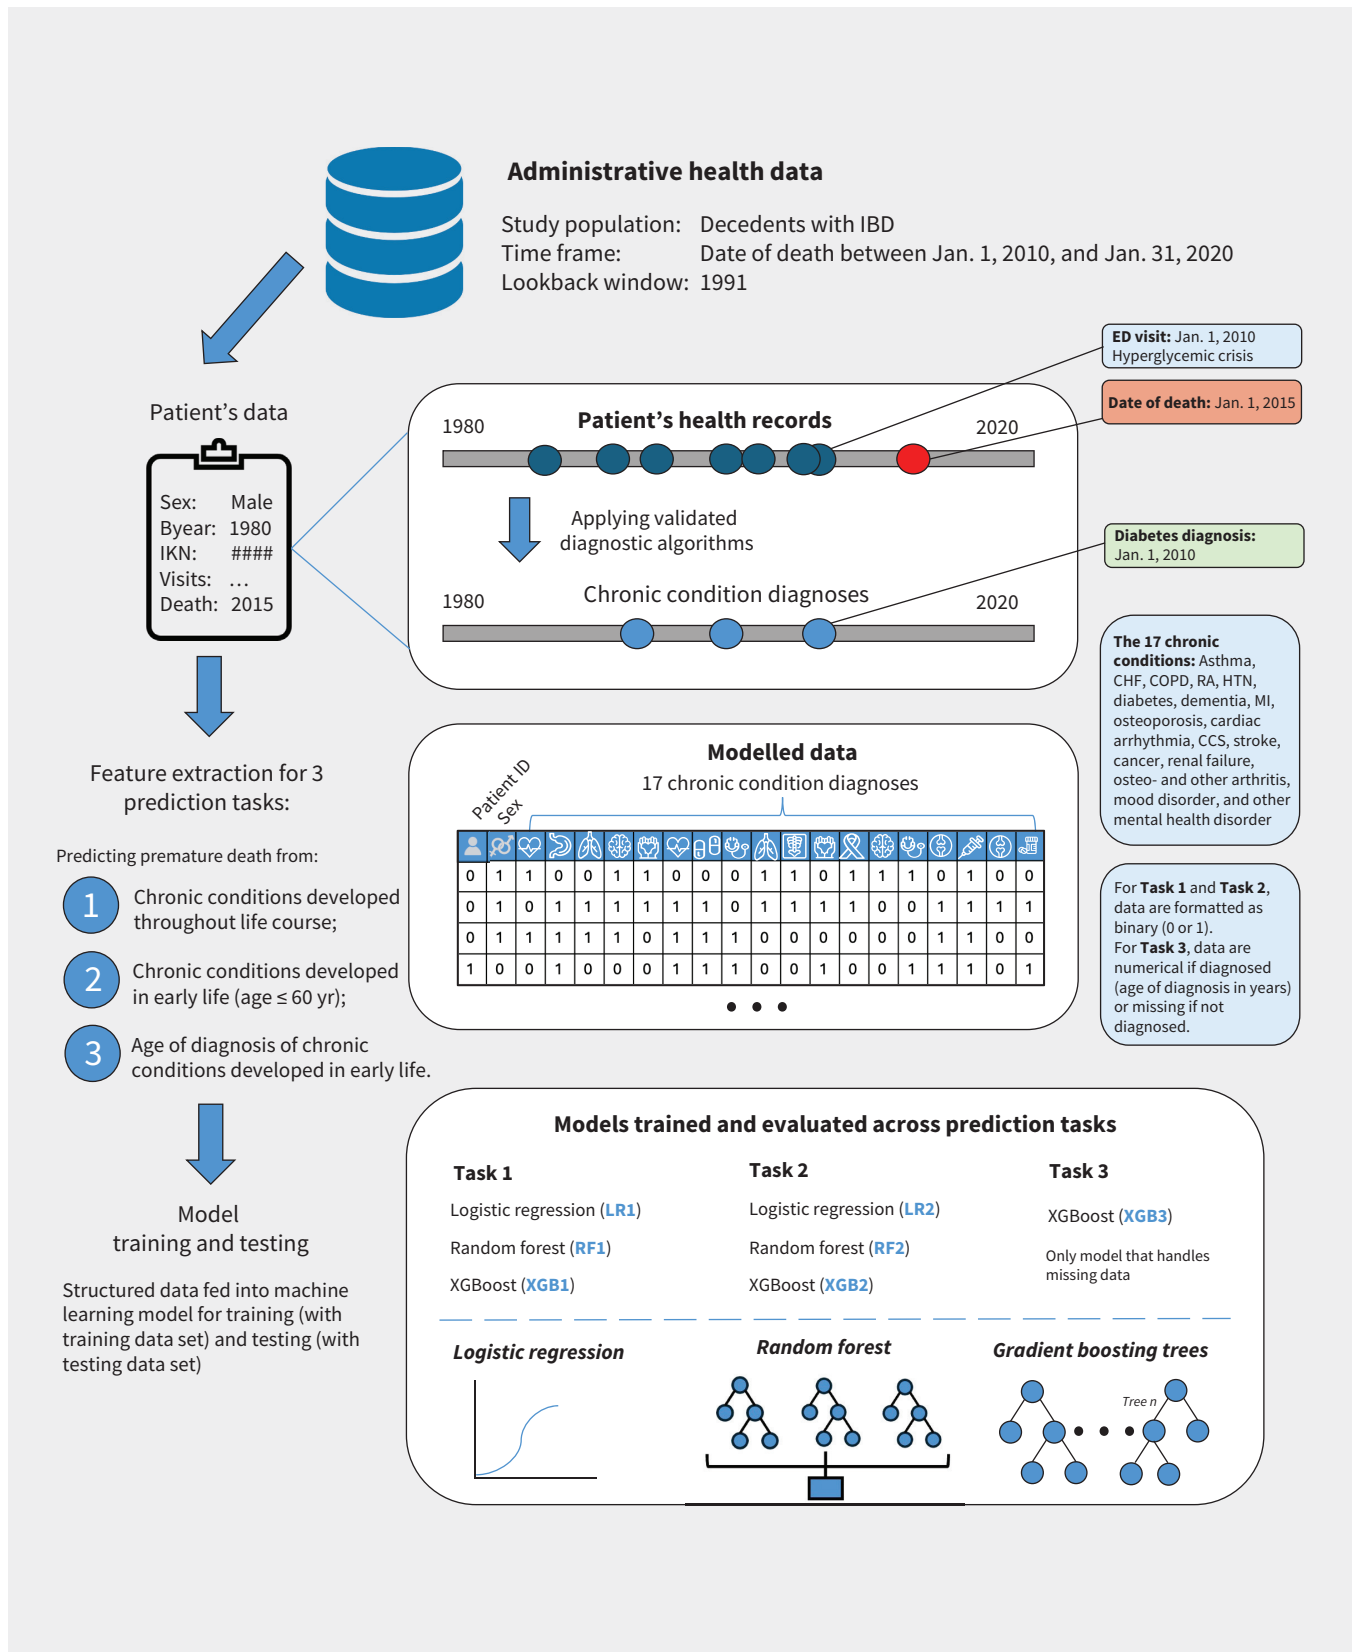 Administrative health data
Study population: Decedents with IBD
Time frame: Date of death between Jan. 1, 2010, and Jan. 31, 2020
Lookback window: 1991
Patient's data
Sex: Male
Byear: 1980
IKN: ####
Visits: ...
Death: 2015
Patient's health records
1980
2020
ED visit: Jan. 1, 2010
Hyperglycemic crisis
Date of death: Jan. 1, 2015
Applying validated
diagnostic algorithms
Chronic condition diagnoses
1980
2020
Diabetes diagnosis:
Jan. 1, 2010
The 17 chronic
conditions: Asthma,
CHF, COPD, RA, HTN,
diabetes, dementia, MI,
osteoporosis, cardiac
arrhythmia, CCS, stroke,
cancer, renal failure,
osteo- and other arthritis,
mood disorder, and other
mental health disorder
Feature extraction for 3
prediction tasks:
Predicting premature death from:
1 Chronic conditions developed
throughout life course;
2 Chronic conditions developed
in early life (age ≤ 60 yr);
3 Age of diagnosis of chronic
conditions developed in early life.
Modelled data
17 chronic condition diagnoses
Patient ID
Sex
0 1 1 0 0 1 1 0 0 0 1 1 0 1 1 1 0 1 0 0
0 1 0 1 1 1 1 1 1 0 1 1 1 1 0 0 1 1 1 1
0 1 1 1 1 1 0 1 1 1 0 0 0 0 0 0 1 1 0 0
1 0 0 1 0 0 0 1 1 1 0 0 1 0 0 1 1 1 0 1
For Task 1 and Task 2,
data are formatted as
binary (0 or 1).
For Task 3, data are
numerical if diagnosed
(age of diagnosis in years)
or missing if not
diagnosed.
Model
training and testing
Structured data fed into machine
learning model for training (with
training data set) and testing (with
testing data set)
Models trained and evaluated across prediction tasks
Task 1
Logistic regression (LR1)
Random forest (RF1)
XGBoost (XGB1)
Task 2
Logistic regression (LR2)
Random forest (RF2)
XGBoost (XGB2)
Task 3
XGBoost (XGB3)
Only model that handles
missing data
Logistic regression
Random forest
Gradient boosting trees
Tree n